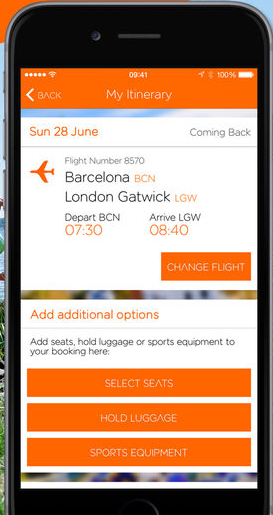 09:41 100%
BACK My Itinerary
Sun 28 June Coming Back
Flight Number 8570
Barcelona BCN
London Gatwick LGW
Depart BCN Arrive LGW
07:30 08:40
CHANGE FLIGHT
Add additional options
Add seats, hold luggage or sports equipment to
your booking here:
SELECT SEATS
HOLD LUGGAGE
SPORTS EQUIPMENT